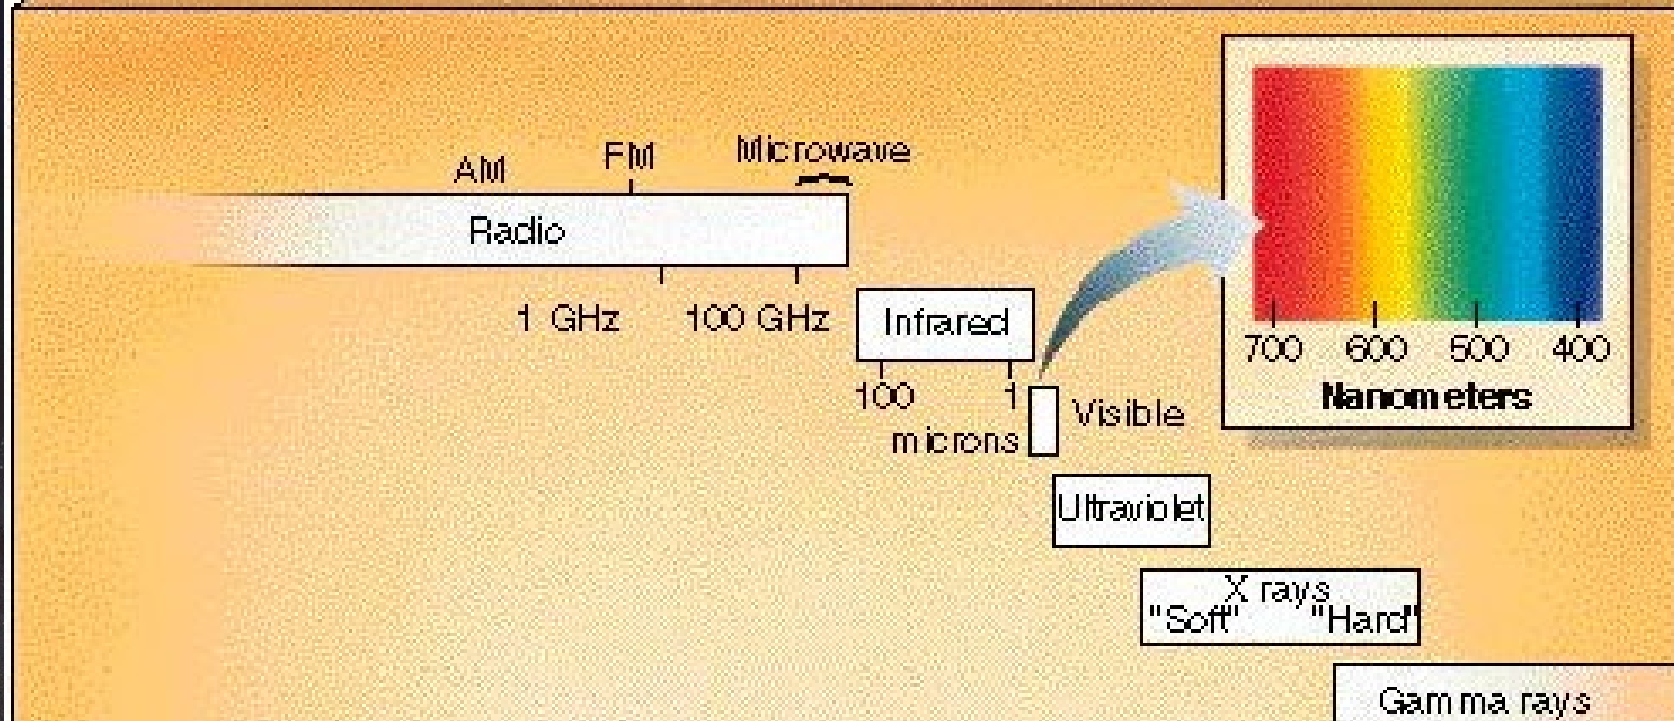 AM FM Microwave
Radio
1 GHz 100 GHz
Infrared
100 1
microns
Visible
700 600 500 400
Nanometers
Ultraviolet
X rays
"Soft" "Hard"
Gamma rays